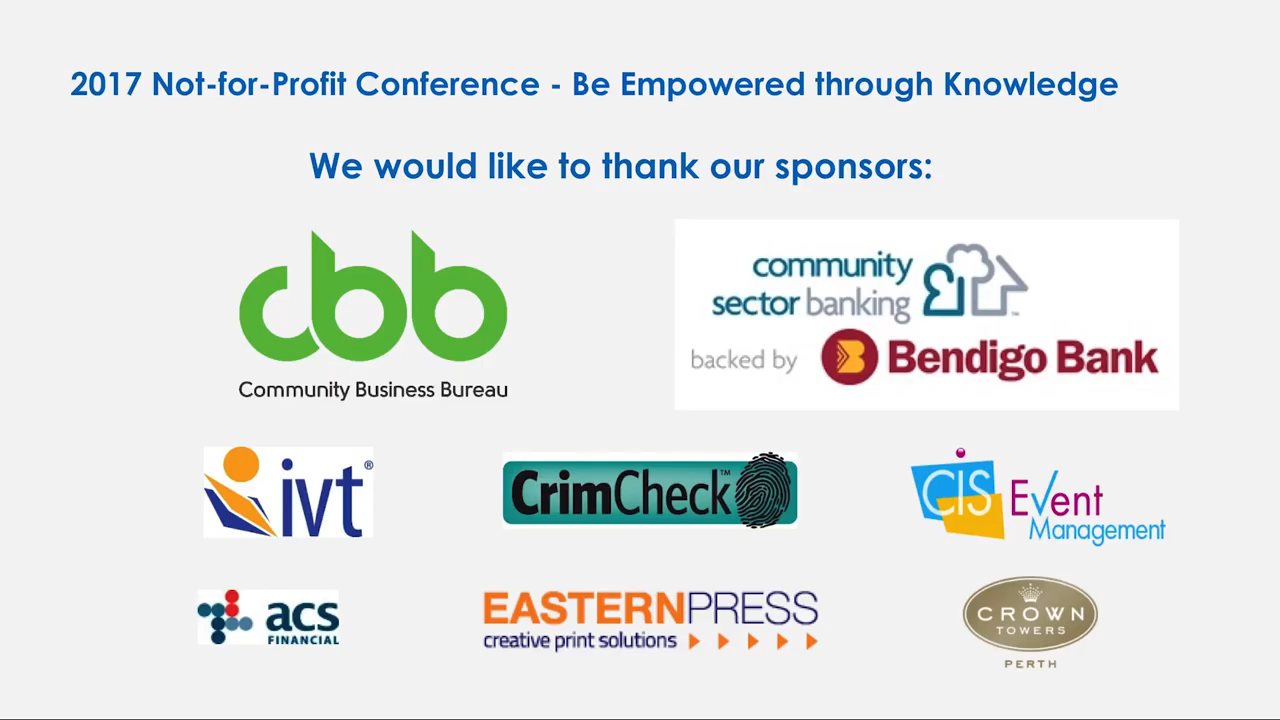 2017 Not-for-Profit Conference - Be Empowered through Knowledge
We would like to thank our sponsors:
cbb
Community Business Bureau
community
sector banking
™
backed by Bendigo Bank
ivt®
CrimCheck™
CIS Event
Management
acs
FINANCIAL
EASTERNPRESS
creative print solutions
CROWN
TOWERS
PERTH